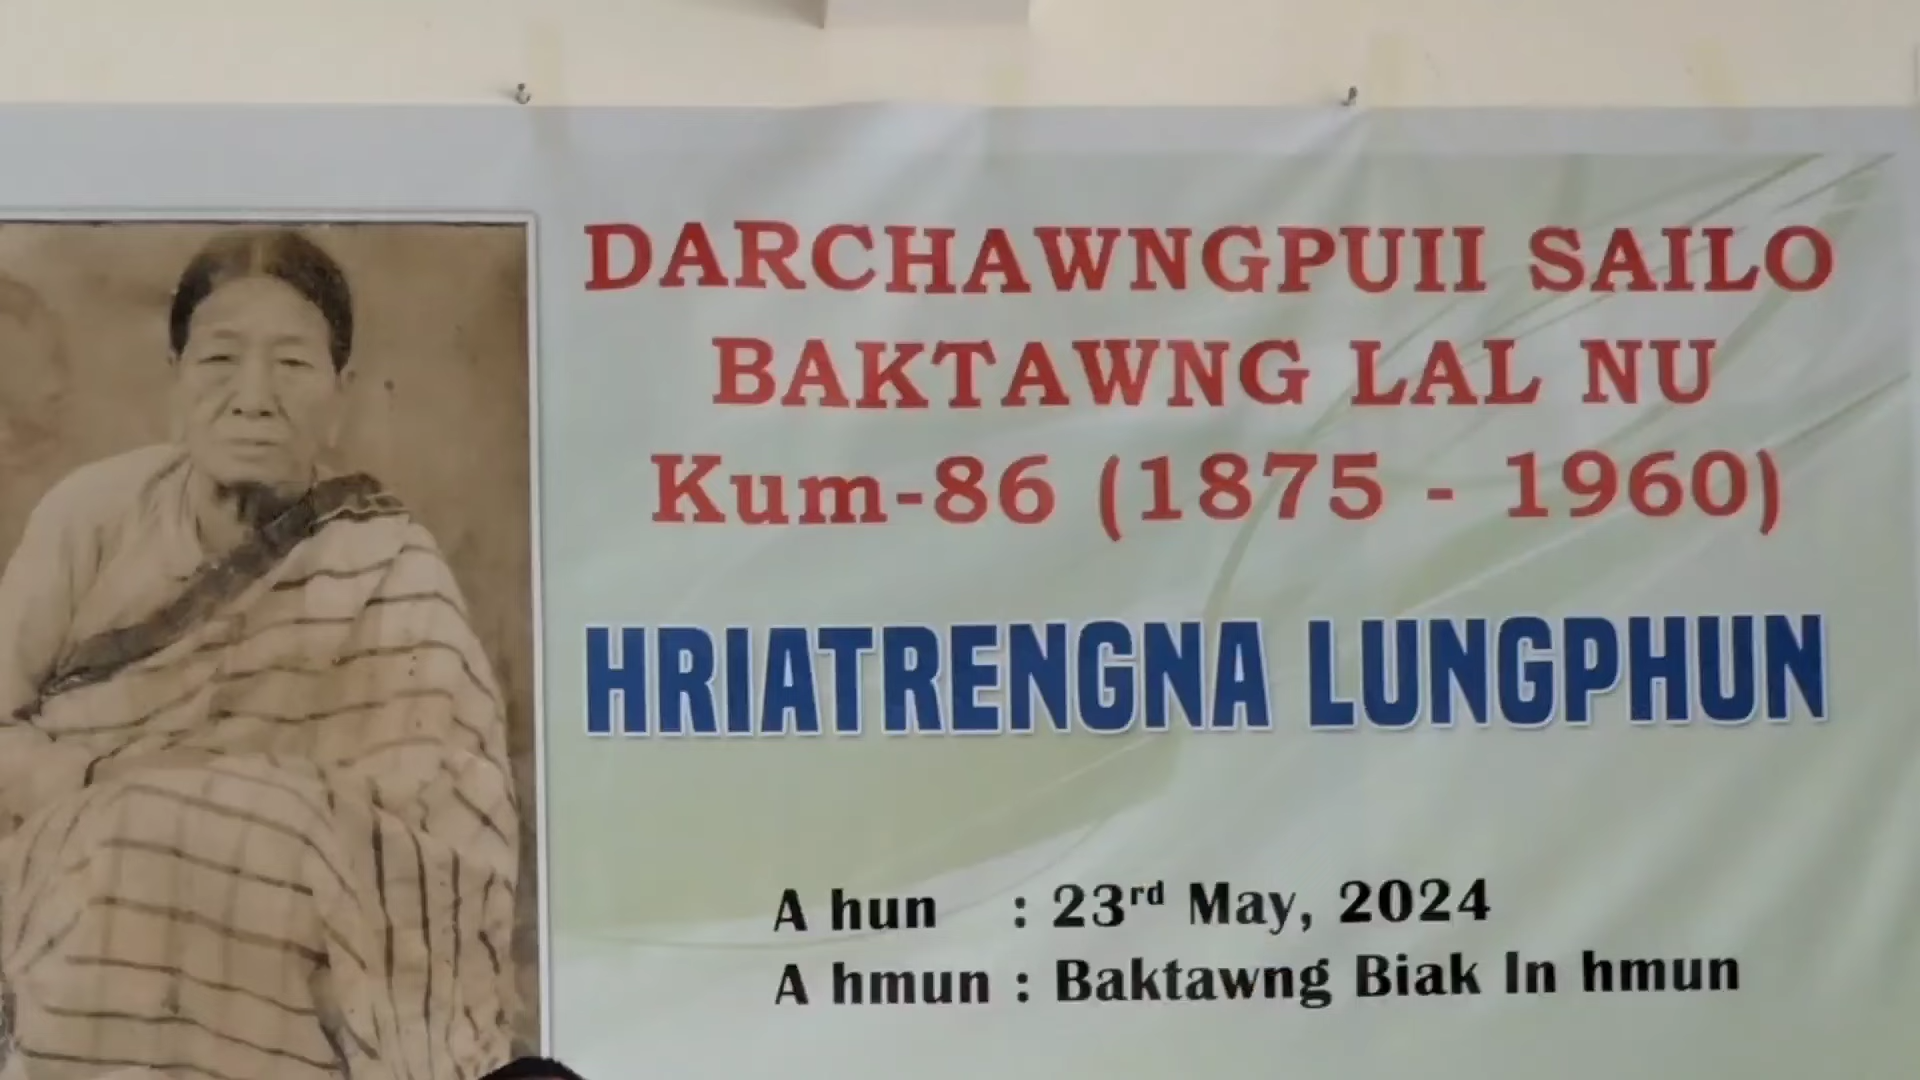 DARCHAWNGPUII SAILO
BAKTAWNG LAL NU
Kum-86 (1875 - 1960)
HRIATRENGNA LUNGPHUN
A hun : 23rd May, 2024
A hmun : Baktawng Biak In hmun